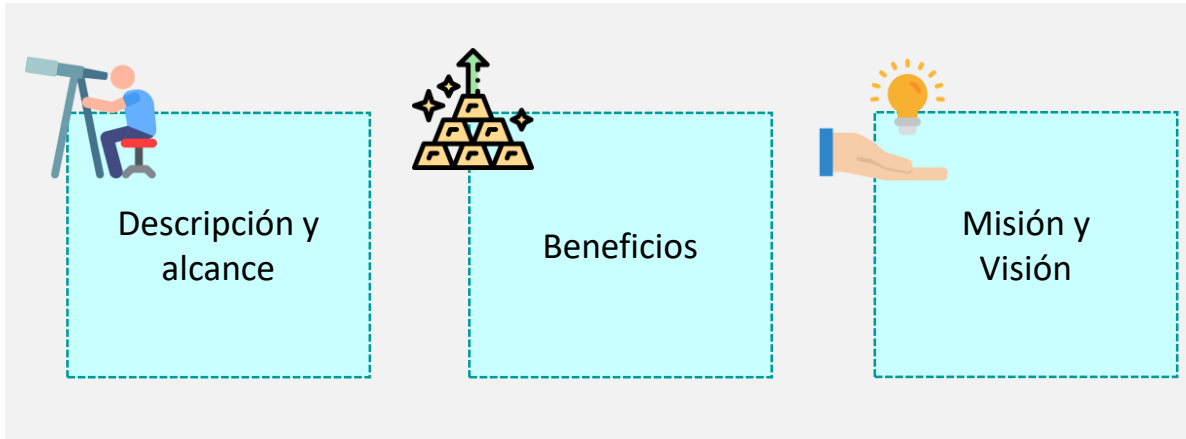 Descripción y
alcance
Beneficios
Misión y
Visión